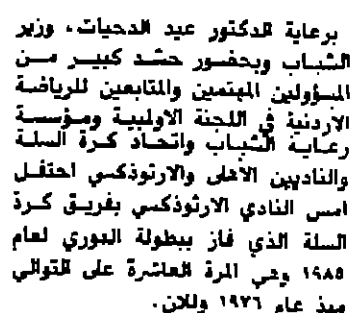 برعاية الدكتور عيد الدحيات، وزير
الشباب وبحضور حشد كبير من
المسؤولين المهتمين والمتابعين للرياضة
الاردنية في اللجنة الاولمبية ومؤسسة
رعاية الشباب واتحاد كرة السلة
والناديين الاهلى والارثوذكسي احتفل
امس النادي الارثوذكسي بفريق كرة
السلة الذي فاز ببطولة الدوري لعام
١٩٨٥ وهي المرة العاشرة على التوالي
منذ عام ١٩٧٦ وللان.